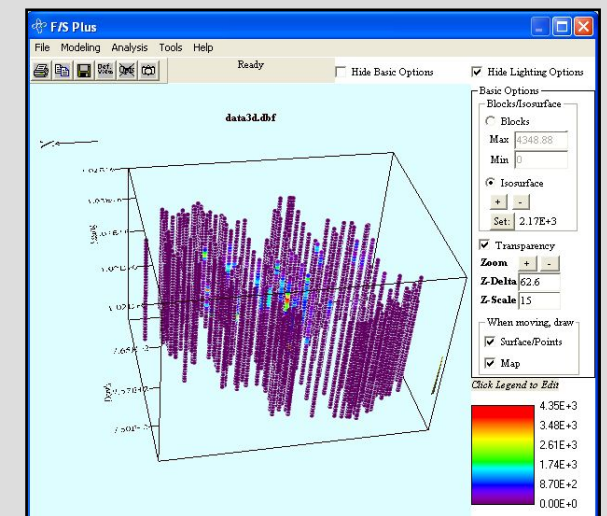 F/S Plus
File Modeling Analysis Tools Help
Def. View
Ready
Hide Basic Options
Hide Lighting Options
data3d.dbf
Basic Options
Blocks/Isosurface
Blocks
Max 4348.88
Min 0
Isosurface
+ -
Set: 2.17E+3
Transparency
Zoom + -
Z-Delta 62.6
Z-Scale 15
When moving, draw
Surface/Points
Map
Click Legend to Edit
4.35E+3
3.48E+3
2.61E+3
1.74E+3
8.70E+2
0.00E+0